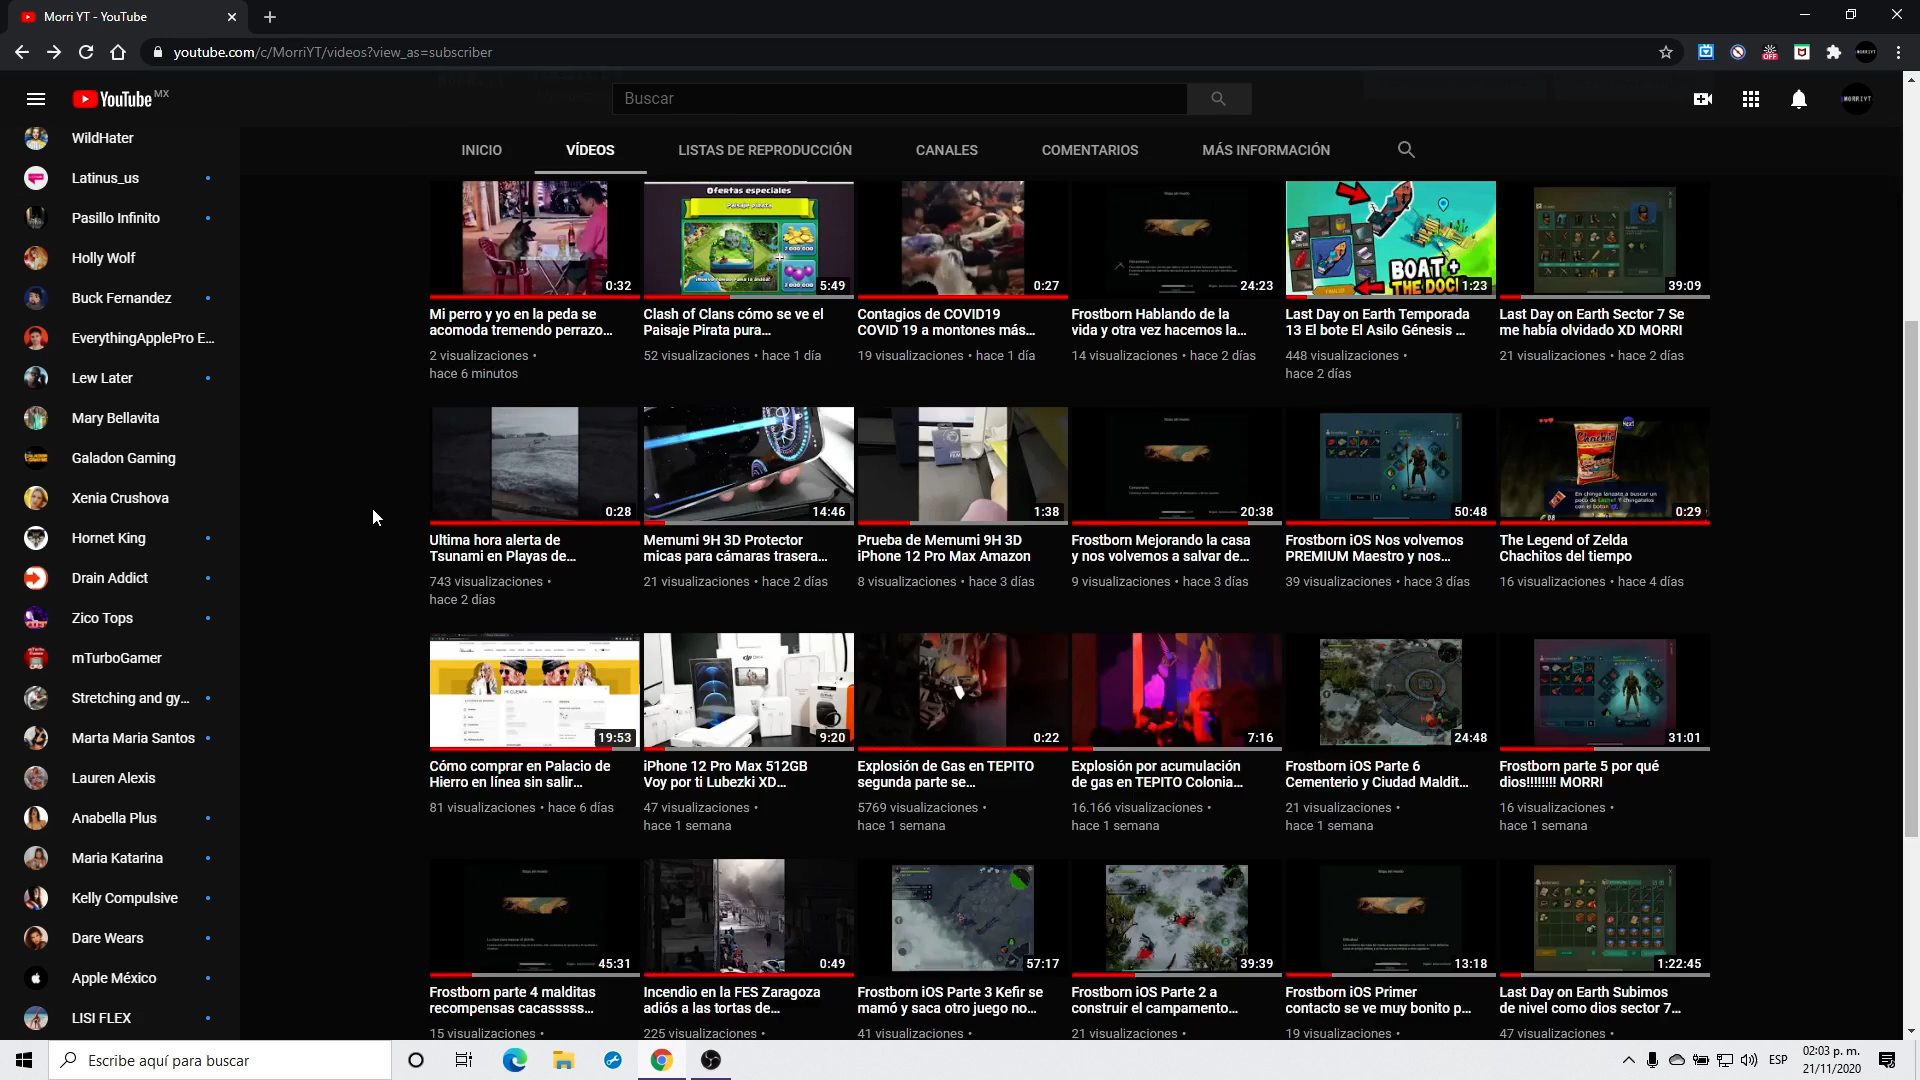 Morri YT - YouTube
youtube.com/c/MorriYT/videos?view_as=subscriber
OFF
YouTube MX
Buscar
MORRIYT
INICIO
VÍDEOS
LISTAS DE REPRODUCCIÓN
CANALES
COMENTARIOS
MÁS INFORMACIÓN
WildHater
Latinus_us
Pasillo Infinito
Holly Wolf
Buck Fernandez
EverythingApplePro E...
Lew Later
Mary Bellavita
Galadon Gaming
Xenia Crushova
Hornet King
Drain Addict
Zico Tops
mTurboGamer
Stretching and gy...
Marta Maria Santos
Lauren Alexis
Anabella Plus
Maria Katarina
Kelly Compulsive
Dare Wears
Apple México
LISI FLEX
0:32
Mi perro y yo en la peda se
acomoda tremendo perrazo...
2 visualizaciones •
hace 6 minutos
Ofertas especiales
Paisaje pirata
5:49
Clash of Clans cómo se ve el
Paisaje Pirata pura...
52 visualizaciones • hace 1 día
0:27
Contagios de COVID19
COVID 19 a montones más...
19 visualizaciones • hace 1 día
24:23
Frostborn Hablando de la
vida y otra vez hacemos la...
14 visualizaciones • hace 2 días
BOAT +
THE DOC
1:23
Last Day on Earth Temporada
13 El bote El Asilo Génesis ...
448 visualizaciones •
hace 2 días
39:09
Last Day on Earth Sector 7 Se
me había olvidado XD MORRI
21 visualizaciones • hace 2 días
0:28
Ultima hora alerta de
Tsunami en Playas de...
743 visualizaciones •
hace 2 días
14:46
Memumi 9H 3D Protector
micas para cámaras trasera...
21 visualizaciones • hace 2 días
1:38
Prueba de Memumi 9H 3D
iPhone 12 Pro Max Amazon
8 visualizaciones • hace 3 días
20:38
Frostborn Mejorando la casa
y nos volvemos a salvar de...
9 visualizaciones • hace 3 días
50:48
Frostborn iOS Nos volvemos
PREMIUM Maestro y nos...
39 visualizaciones • hace 3 días
0:29
The Legend of Zelda
Chachitos del tiempo
16 visualizaciones • hace 4 días
19:53
Cómo comprar en Palacio de
Hierro en línea sin salir...
81 visualizaciones • hace 6 días
9:20
iPhone 12 Pro Max 512GB
Voy por ti Lubezki XD...
47 visualizaciones •
hace 1 semana
0:22
Explosión de Gas en TEPITO
segunda parte se...
5769 visualizaciones •
hace 1 semana
7:16
Explosión por acumulación
de gas en TEPITO Colonia...
16.166 visualizaciones •
hace 1 semana
24:48
Frostborn iOS Parte 6
Cementerio y Ciudad Maldit...
21 visualizaciones •
hace 1 semana
31:01
Frostborn parte 5 por qué
dios!!!!!!!! MORRI
16 visualizaciones •
hace 1 semana
45:31
Frostborn parte 4 malditas
recompensas cacasssss...
15 visualizaciones •
0:49
Incendio en la FES Zaragoza
adiós a las tortas de...
225 visualizaciones •
57:17
Frostborn iOS Parte 3 Kefir se
mamó y saca otro juego no...
41 visualizaciones •
39:39
Frostborn iOS Parte 2 a
construir el campamento...
21 visualizaciones •
13:18
Frostborn iOS Primer
contacto se ve muy bonito p...
19 visualizaciones •
1:22:45
Last Day on Earth Subimos
de nivel como dios sector 7...
47 visualizaciones •
Escribe aquí para buscar
ESP
02:03 p. m.
21/11/2020